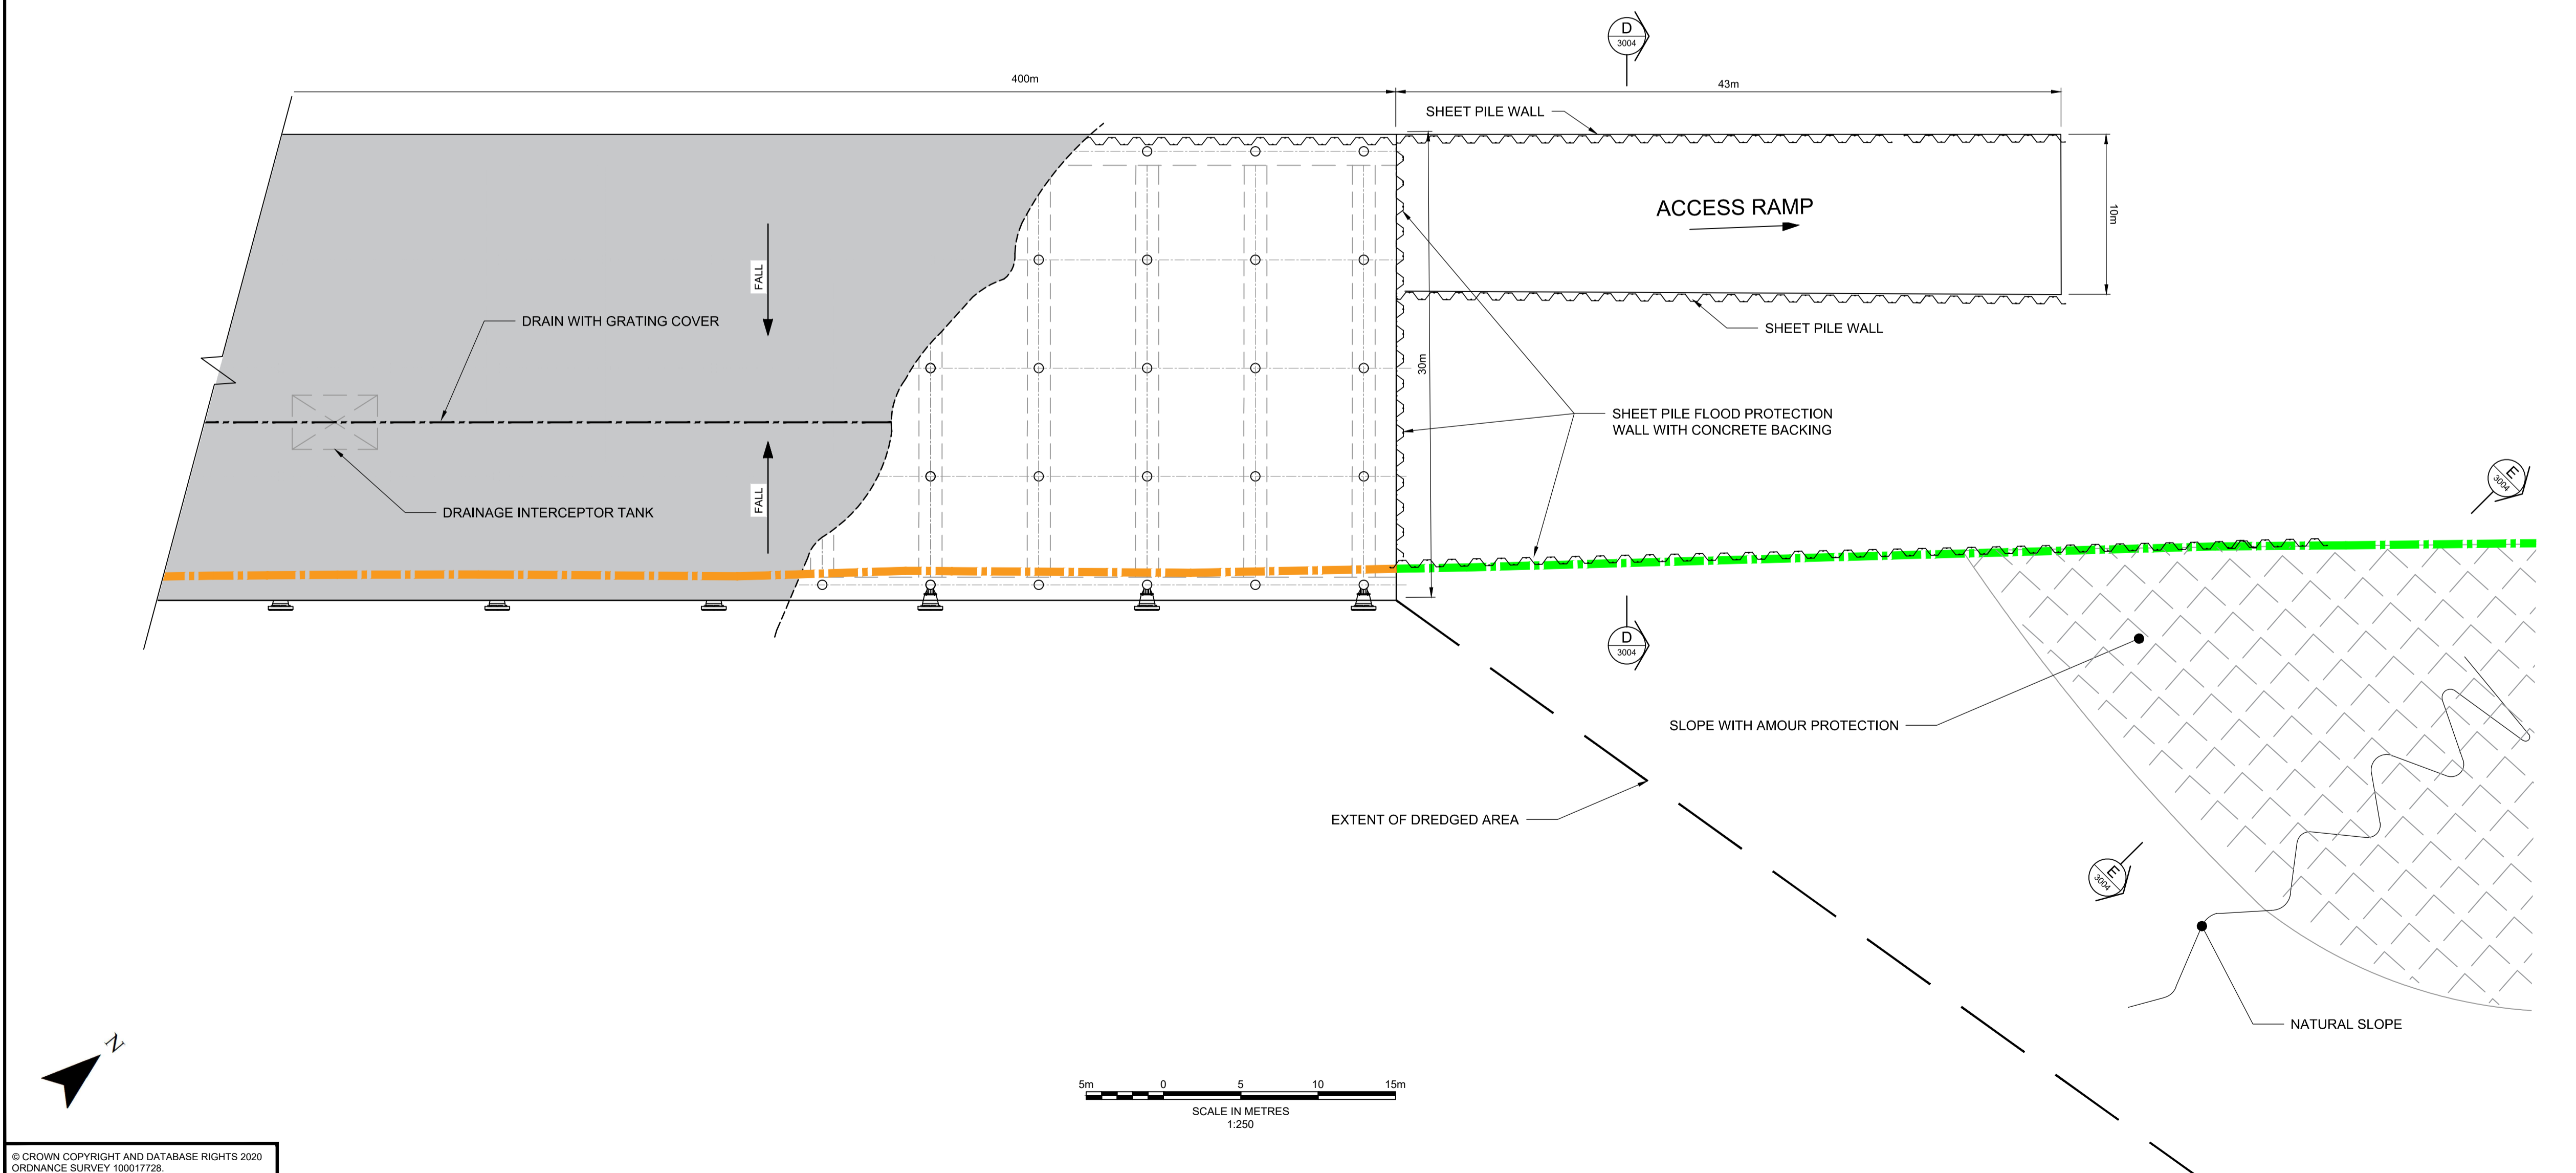 D
3004
400m
43m
SHEET PILE WALL
ACCESS RAMP
10m
FALL
DRAIN WITH GRATING COVER
SHEET PILE WALL
30m
SHEET PILE FLOOD PROTECTION
WALL WITH CONCRETE BACKING
E
3004
FALL
DRAINAGE INTERCEPTOR TANK
D
3004
SLOPE WITH AMOUR PROTECTION
EXTENT OF DREDGED AREA
E
3004
NATURAL SLOPE
N
5m 0 5 10 15m
SCALE IN METRES
1:250
© CROWN COPYRIGHT AND DATABASE RIGHTS 2020
ORDNANCE SURVEY 100017728.